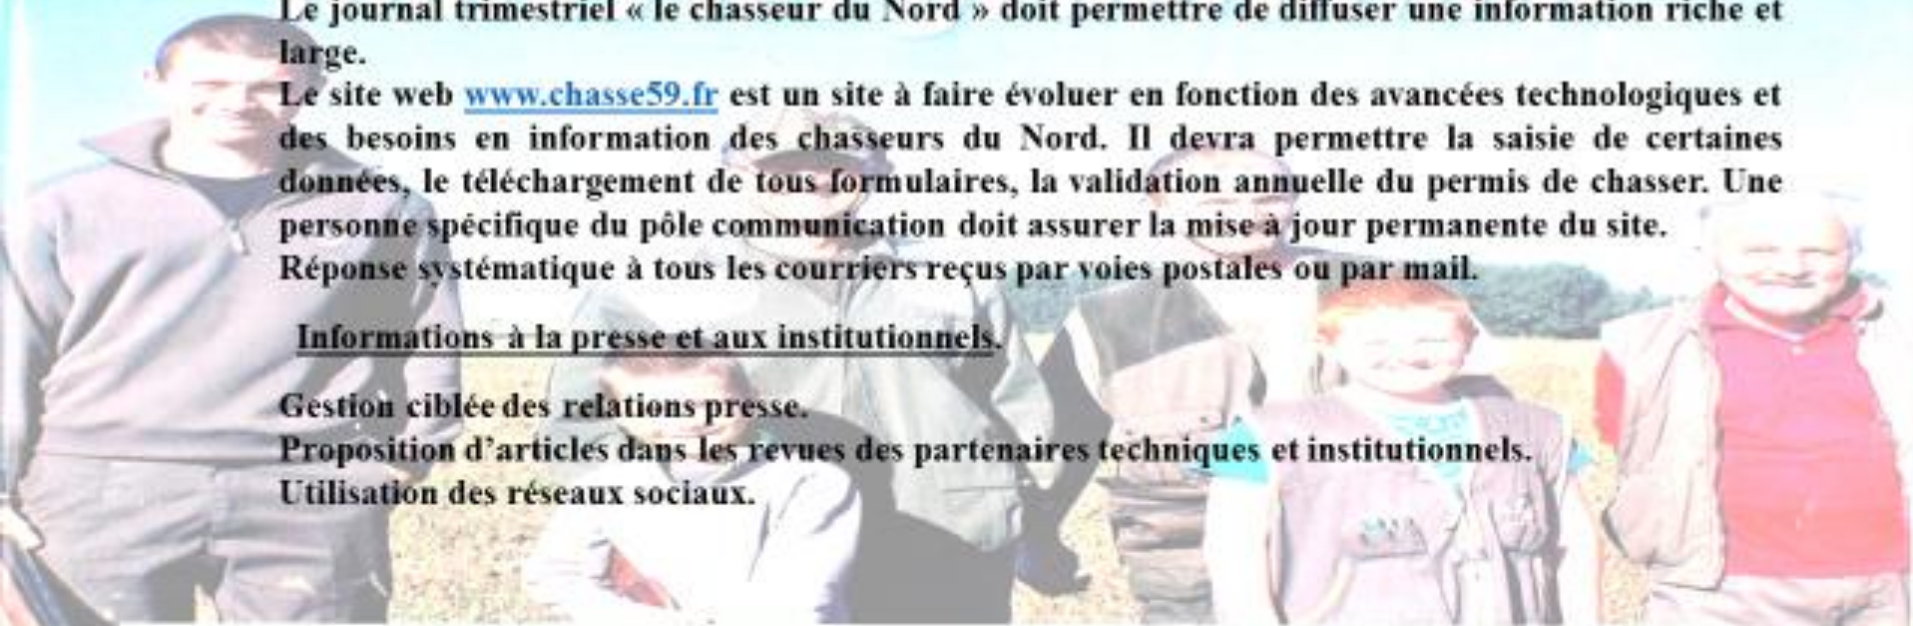 Le journal trimestriel « le chasseur du Nord » doit permettre de diffuser une information riche et
large.
Le site web www.chasse59.fr est un site à faire évoluer en fonction des avancées technologiques et
des besoins en information des chasseurs du Nord. Il devra permettre la saisie de certaines
données, le téléchargement de tous formulaires, la validation annuelle du permis de chasser. Une
personne spécifique du pôle communication doit assurer la mise à jour permanente du site.
Réponse systématique à tous les courriers reçus par voies postales ou par mail.
Informations à la presse et aux institutionnels.
Gestion ciblée des relations presse.
Proposition d’articles dans les revues des partenaires techniques et institutionnels.
Utilisation des réseaux sociaux.